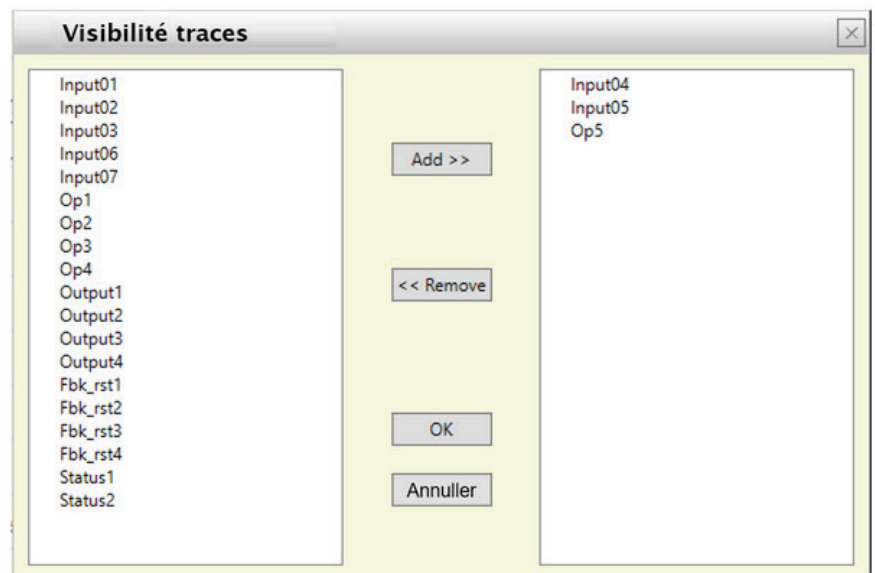 Visibilité traces
Input01
Input02
Input03
Input06
Input07
Op1
Op2
Op3
Op4
Output1
Output2
Output3
Output4
Fbk_rst1
Fbk_rst2
Fbk_rst3
Fbk_rst4
Status1
Status2
Add >>
<< Remove
OK
Annuller
Input04
Input05
Op5